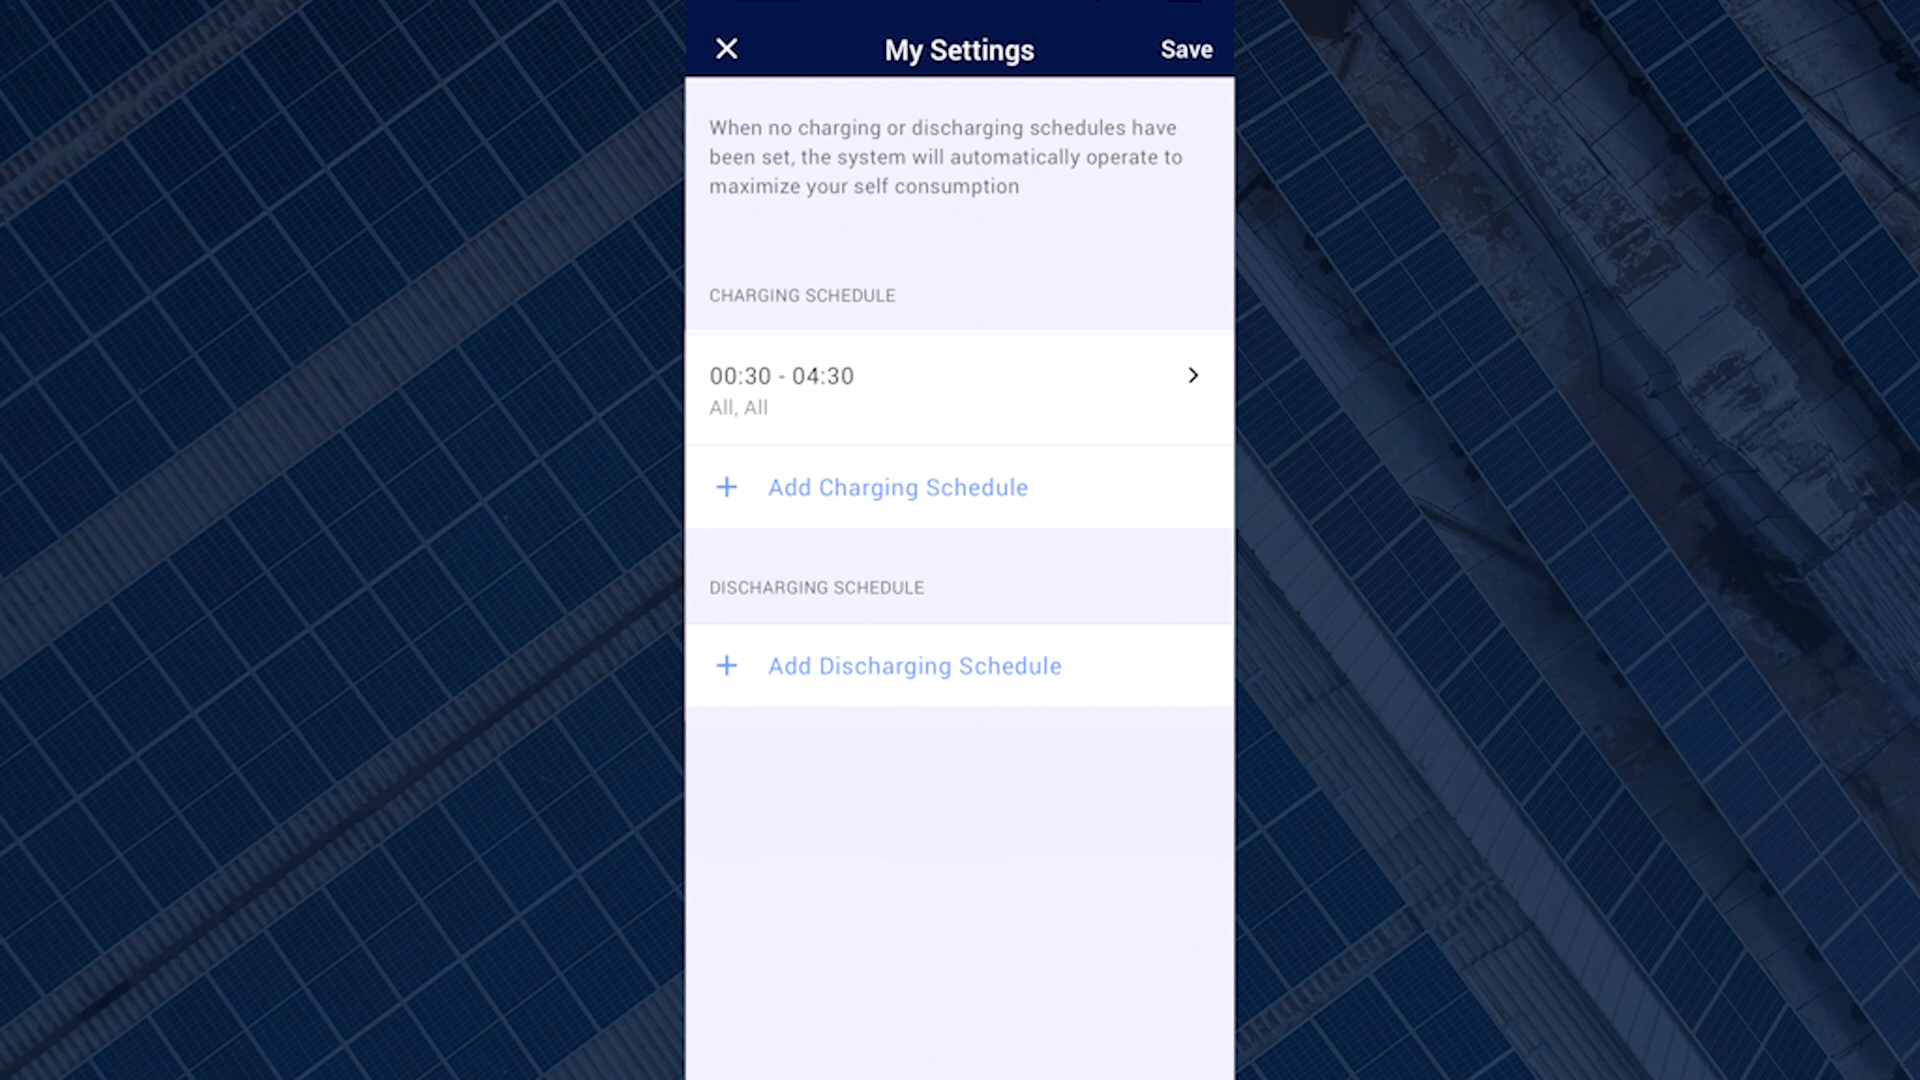 My Settings
Save
When no charging or discharging schedules have
been set, the system will automatically operate to
maximize your self consumption
CHARGING SCHEDULE
00:30 - 04:30
All, All
+ Add Charging Schedule
DISCHARGING SCHEDULE
+ Add Discharging Schedule